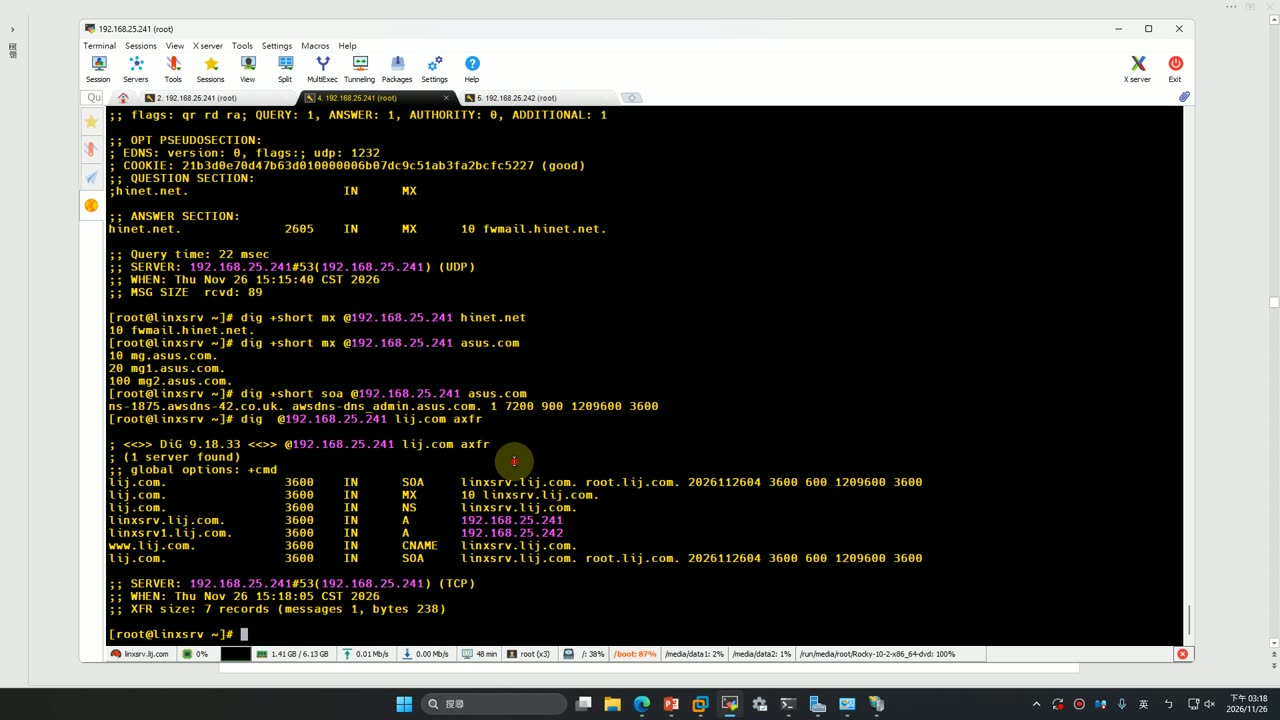 192.168.25.241 (root)
Terminal Sessions View X server Tools Settings Macros Help
Session Servers Tools Sessions View Split MultiExec Tunneling Packages Settings Help X server Exit
Qu 2. 192.168.25.241 (root) 4. 192.168.25.241 (root) 5. 192.168.25.242 (root)
;; flags: qr rd ra; QUERY: 1, ANSWER: 1, AUTHORITY: 0, ADDITIONAL: 1
;; OPT PSEUDOSECTION:
; EDNS: version: 0, flags:; udp: 1232
; COOKIE: 21b3d0e70d47b63d010000006b07dc9c51ab3fa2bcfc5227 (good)
;; QUESTION SECTION:
;hinet.net. IN MX
;; ANSWER SECTION:
hinet.net. 2605 IN MX 10 fwmail.hinet.net.
;; Query time: 22 msec
;; SERVER: 192.168.25.241#53(192.168.25.241) (UDP)
;; WHEN: Thu Nov 26 15:15:40 CST 2026
;; MSG SIZE rcvd: 89
[root@linxsrv ~]# dig +short mx @192.168.25.241 hinet.net
10 fwmail.hinet.net.
[root@linxsrv ~]# dig +short mx @192.168.25.241 asus.com
10 mg.asus.com.
20 mg1.asus.com.
100 mg2.asus.com.
[root@linxsrv ~]# dig +short soa @192.168.25.241 asus.com
ns-1875.awsdns-42.co.uk. awsdns-dns_admin.asus.com. 1 7200 900 1209600 3600
[root@linxsrv ~]# dig @192.168.25.241 lij.com axfr
; <<>> DiG 9.18.33 <<>> @192.168.25.241 lij.com axfr
; (1 server found)
;; global options: +cmd
lij.com. 3600 IN SOA linxsrv.lij.com. root.lij.com. 2026112604 3600 600 1209600 3600
lij.com. 3600 IN MX 10 linxsrv.lij.com.
lij.com. 3600 IN NS linxsrv.lij.com.
linxsrv.lij.com. 3600 IN A 192.168.25.241
linxsrv1.lij.com. 3600 IN A 192.168.25.242
www.lij.com. 3600 IN CNAME linxsrv.lij.com.
lij.com. 3600 IN SOA linxsrv.lij.com. root.lij.com. 2026112604 3600 600 1209600 3600
;; SERVER: 192.168.25.241#53(192.168.25.241) (TCP)
;; WHEN: Thu Nov 26 15:18:05 CST 2026
;; XFR size: 7 records (messages 1, bytes 238)
[root@linxsrv ~]#
linxsrv.lij.com 0% 1.41 GB / 6.13 GB 0.01 Mb/s 0.00 Mb/s 48 min root (x3) /: 38% /boot: 87% /media/data1: 2% /media/data2: 1% /run/media/root/Rocky-10-2-x86_64-dvd: 100%
搜尋 英 下午 03:18
2026/11/26